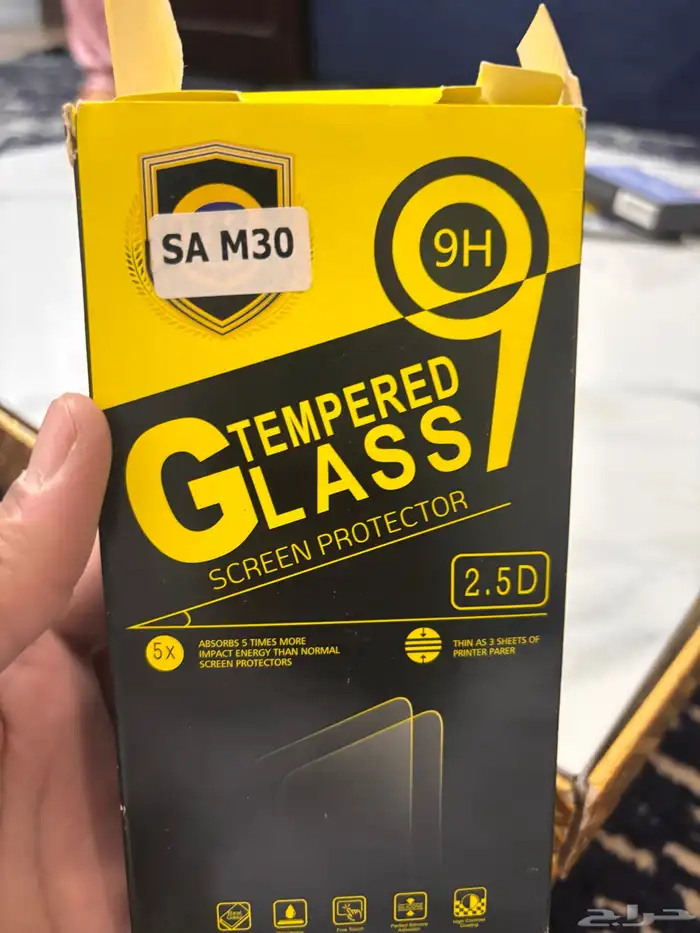 SA M30
9H
TEMPERED
GLASS
SCREEN PROTECTOR
2.5D
5X
ABSORBS 5 TIMES MORE
IMPACT ENERGY THAN NORMAL
SCREEN PROTECTORS
THIN AS 3 SHEETS OF
PRINTER PARER
حراج